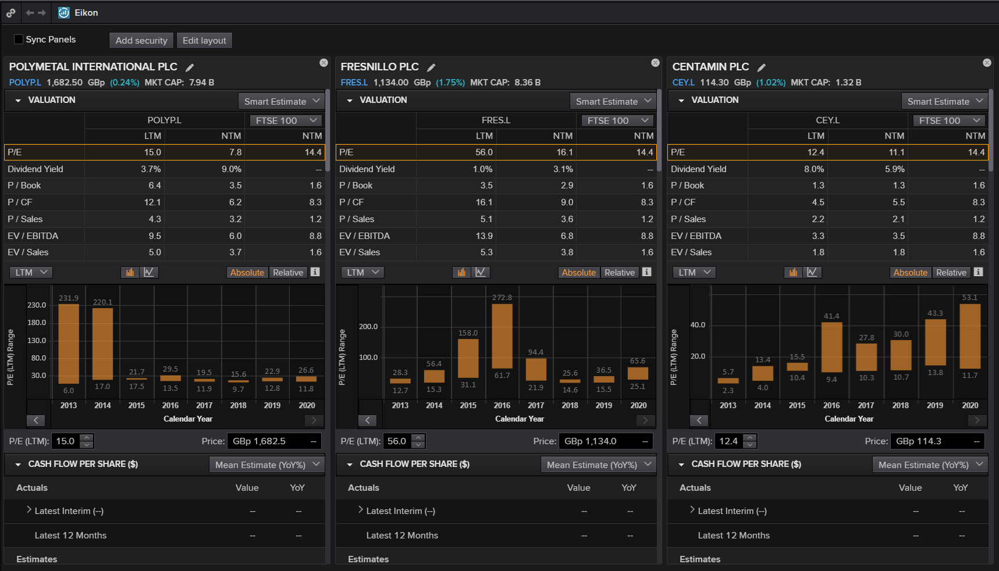 Eikon
Sync Panels
Add security
Edit layout
POLYMETAL INTERNATIONAL PLC
POLYP.L 1,682.50 GBp (0.24%) MKT CAP: 7.94 B
VALUATION
Smart Estimate
POLYP.L FTSE 100
LTM NTM NTM
P/E 15.0 7.8 14.4
Dividend Yield 3.7% 9.0% --
P / Book 6.4 3.5 1.6
P / CF 12.1 6.2 8.3
P / Sales 4.3 3.2 1.2
EV / EBITDA 9.5 6.0 8.8
EV / Sales 5.0 3.7 1.6
LTM Absolute Relative i
P/E (LTM) Range
230.0
180.0
130.0
80.0
30.0
231.9 220.1 21.7 29.5 19.5 15.6 22.9 26.6
6.0 17.0 17.5 13.5 11.9 9.7 12.8 11.8
2013 2014 2015 2016 2017 2018 2019 2020
Calendar Year
P/E (LTM): 15.0 Price: GBp 1,682.5 --
CASH FLOW PER SHARE ($) Mean Estimate (YoY%)
Actuals Value YoY
Latest Interim (--) -- --
Latest 12 Months -- --
Estimates
FRESNILLO PLC
FRES.L 1,134.00 GBp (1.75%) MKT CAP: 8.36 B
VALUATION
Smart Estimate
FRES.L FTSE 100
LTM NTM NTM
P/E 56.0 16.1 14.4
Dividend Yield 1.0% 3.1% --
P / Book 3.5 2.9 1.6
P / CF 16.1 9.0 8.3
P / Sales 5.1 3.6 1.2
EV / EBITDA 13.9 6.8 8.8
EV / Sales 5.3 3.8 1.6
LTM Absolute Relative i
P/E (LTM) Range
200.0
100.0
28.3 56.4 158.0 272.8 94.4 25.6 36.5 65.6
12.7 15.3 31.1 61.7 21.9 14.6 15.5 25.1
2013 2014 2015 2016 2017 2018 2019 2020
Calendar Year
P/E (LTM): 56.0 Price: GBp 1,134.0 --
CASH FLOW PER SHARE ($) Mean Estimate (YoY%)
Actuals Value YoY
Latest Interim (--) -- --
Latest 12 Months -- --
Estimates
CENTAMIN PLC
CEY.L 114.30 GBp (1.02%) MKT CAP: 1.32 B
VALUATION
Smart Estimate
CEY.L FTSE 100
LTM NTM NTM
P/E 12.4 11.1 14.4
Dividend Yield 8.0% 5.9% --
P / Book 1.3 1.3 1.6
P / CF 4.5 5.5 8.3
P / Sales 2.2 2.1 1.2
EV / EBITDA 3.3 3.5 8.8
EV / Sales 1.8 1.8 1.6
LTM Absolute Relative i
P/E (LTM) Range
40.0
20.0
5.7 13.4 15.5 41.4 27.8 30.0 43.3 53.1
2.3 4.0 10.4 9.4 10.3 10.7 13.8 11.7
2013 2014 2015 2016 2017 2018 2019 2020
Calendar Year
P/E (LTM): 12.4 Price: GBp 114.3 --
CASH FLOW PER SHARE ($) Mean Estimate (YoY%)
Actuals Value YoY
Latest Interim (--) -- --
Latest 12 Months -- --
Estimates